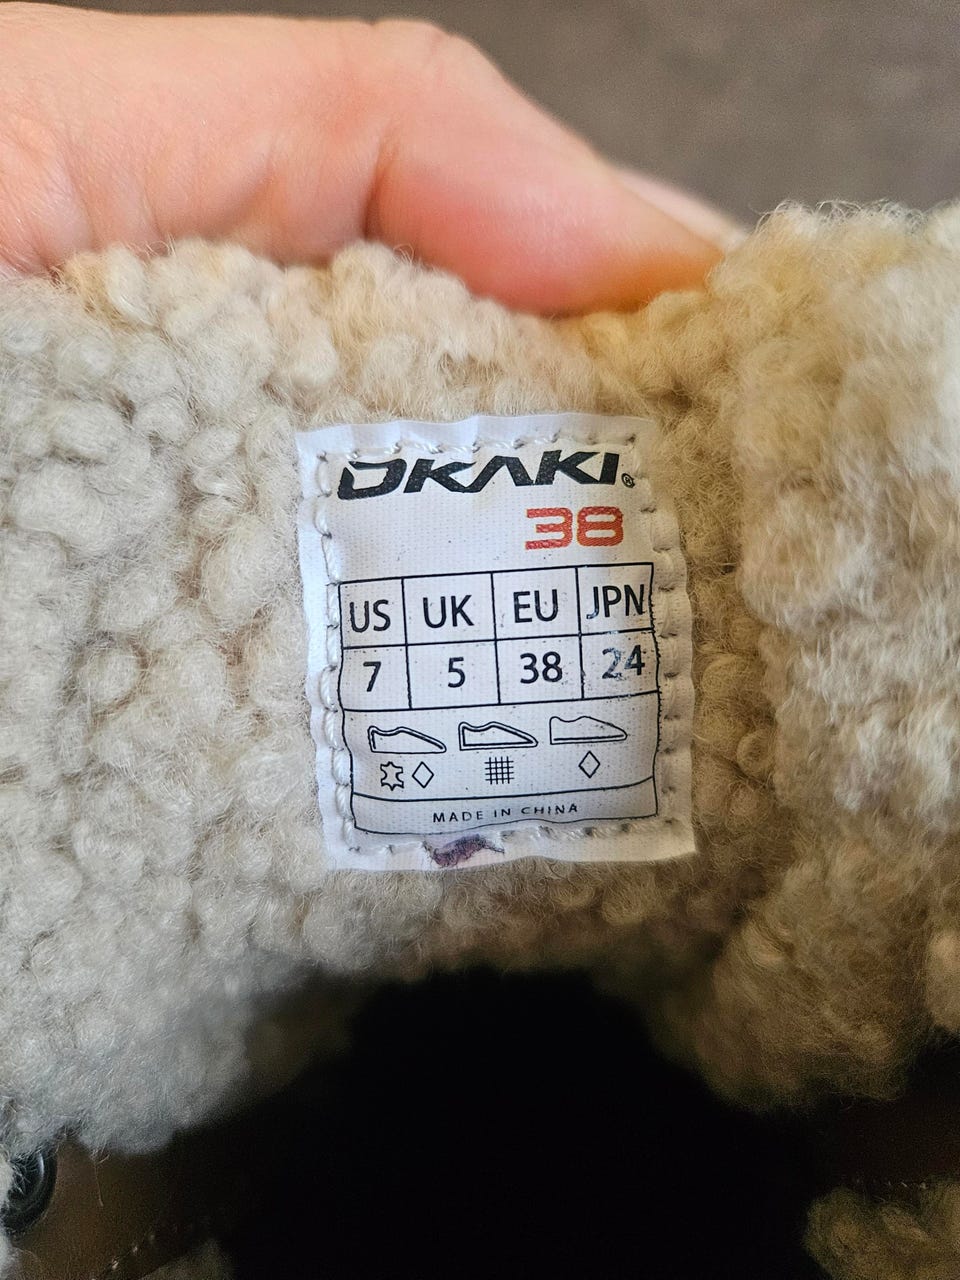 DKAKI®
38
US UK EU JPN
7 5 38 24
MADE IN CHINA